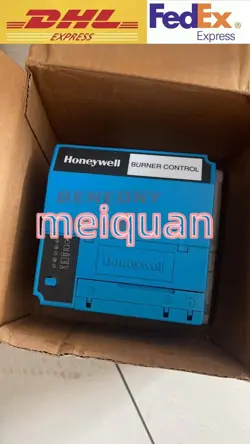 DHL
EXPRESS
FedEx
Express
Honeywell
BURNER CONTROL
meiquan
Honeywell